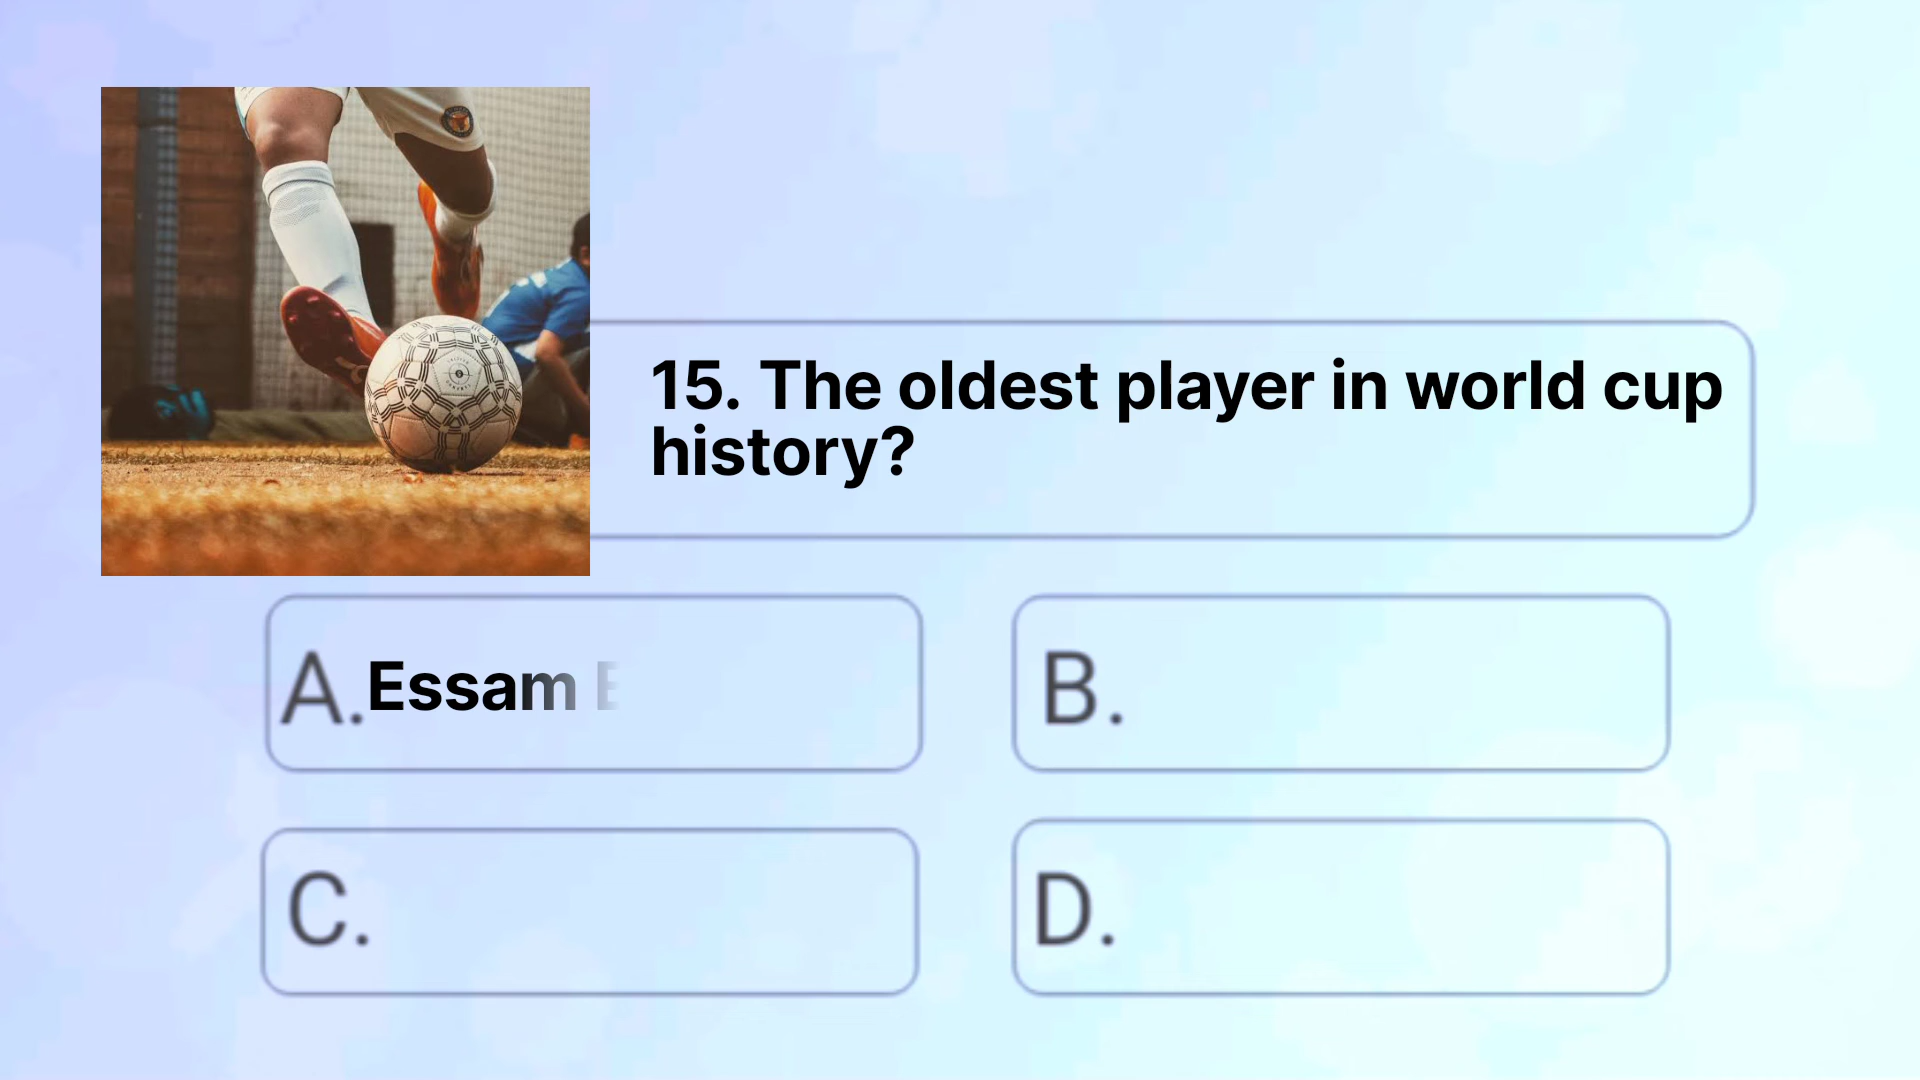 15. The oldest player in world cup
history?
A. Essam
B.
C.
D.